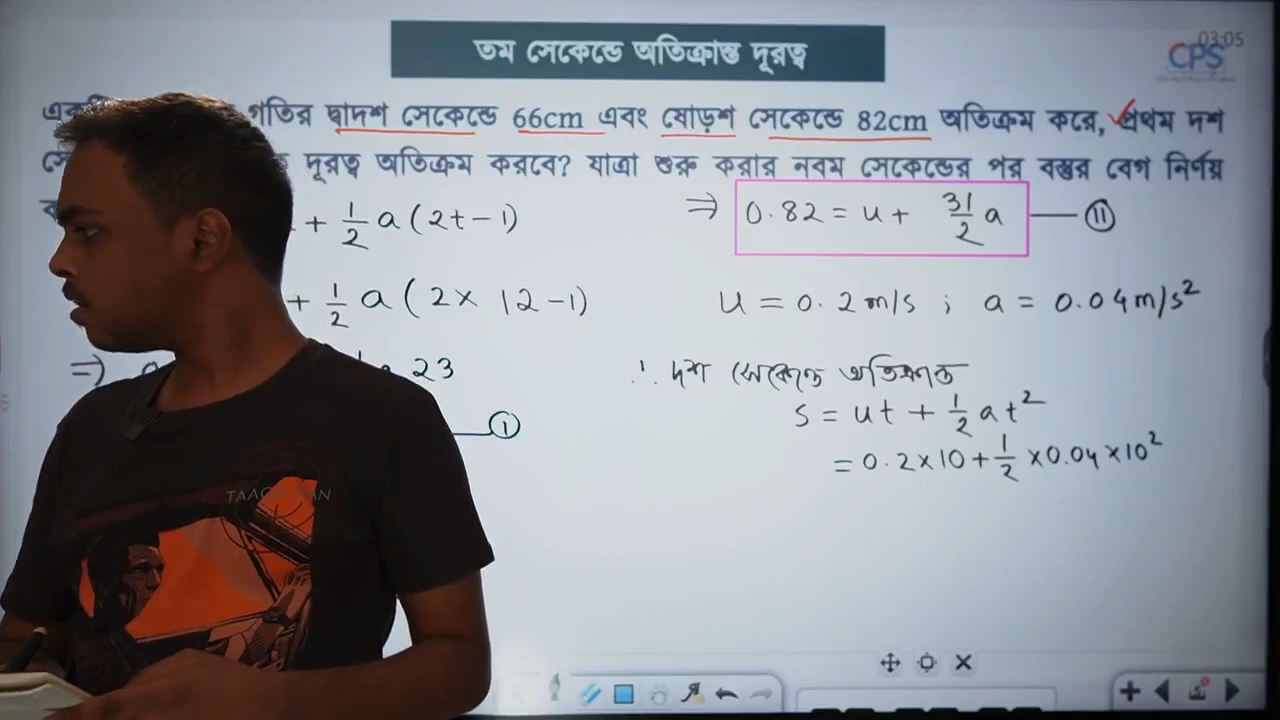 তম সেকেন্ডে অতিক্রান্ত দূরত্ব
03:05
CPS
গতির দ্বাদশ সেকেন্ডে 66cm এবং ষোড়শ সেকেন্ডে 82cm অতিক্রম করে, প্রথম দশ
দূরত্ব অতিক্রম করবে? যাত্রা শুরু করার নবম সেকেন্ডের পর বস্তুর বেগ নির্ণয়
+ 1/2 a(2t-1)
+ 1/2 a(2× 12-1)
⇒ 23
①
⇒ 0.82 = u + 31/2 a —— ⑪
u = 0.2 m/s ; a = 0.04 m/s²
∴ দশ সেকেন্ডে অতিক্রান্ত
s = ut + 1/2 at²
= 0.2×10+1/2 ×0.04×10²